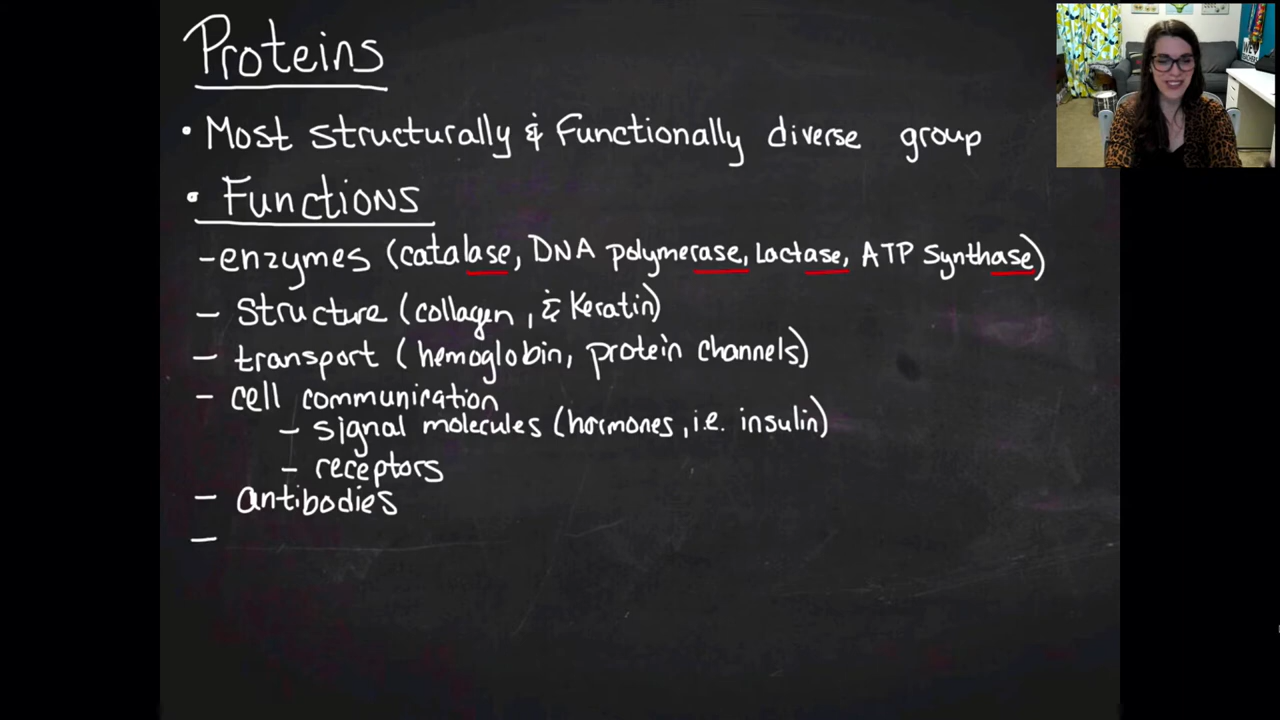 Proteins
• Most structurally & Functionally diverse group
• Functions
- enzymes (catalase, DNA polymerase, Lactase, ATP Synthase)
- Structure (collagen, & Keratin)
- transport (hemoglobin, protein channels)
- cell communication
- signal molecules (hormones, i.e. insulin)
- receptors
- antibodies
-